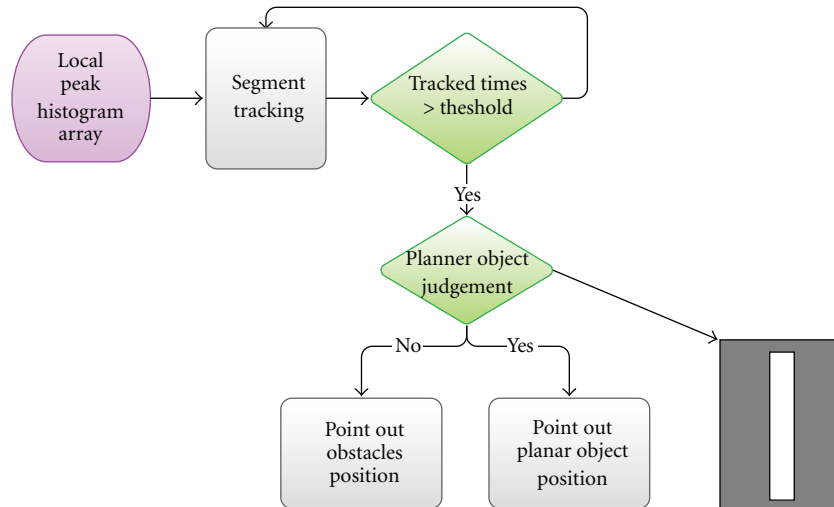 Local
peak
histogram
array
Segment
tracking
Tracked times
> theshold
Yes
Planner object
judgement
No
Yes
Point out
obstacles
position
Point out
planar object
position